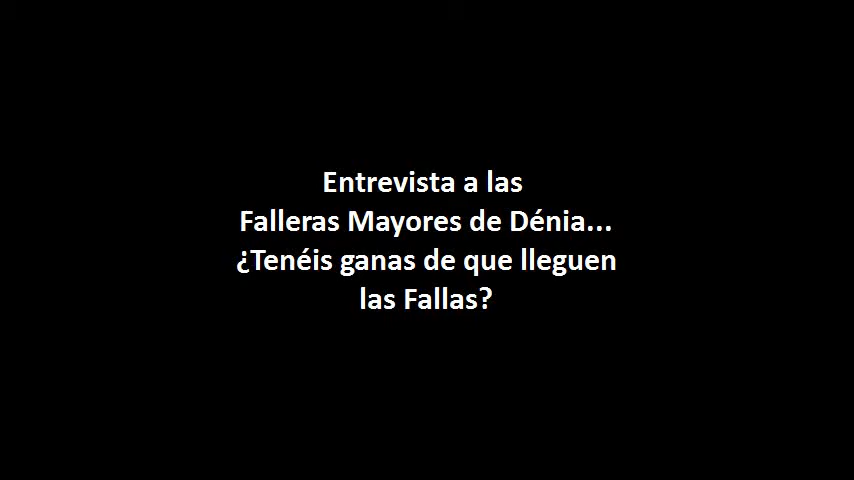 Entrevista a las
Falleras Mayores de Dénia...
¿Tenéis ganas de que lleguen
las Fallas?